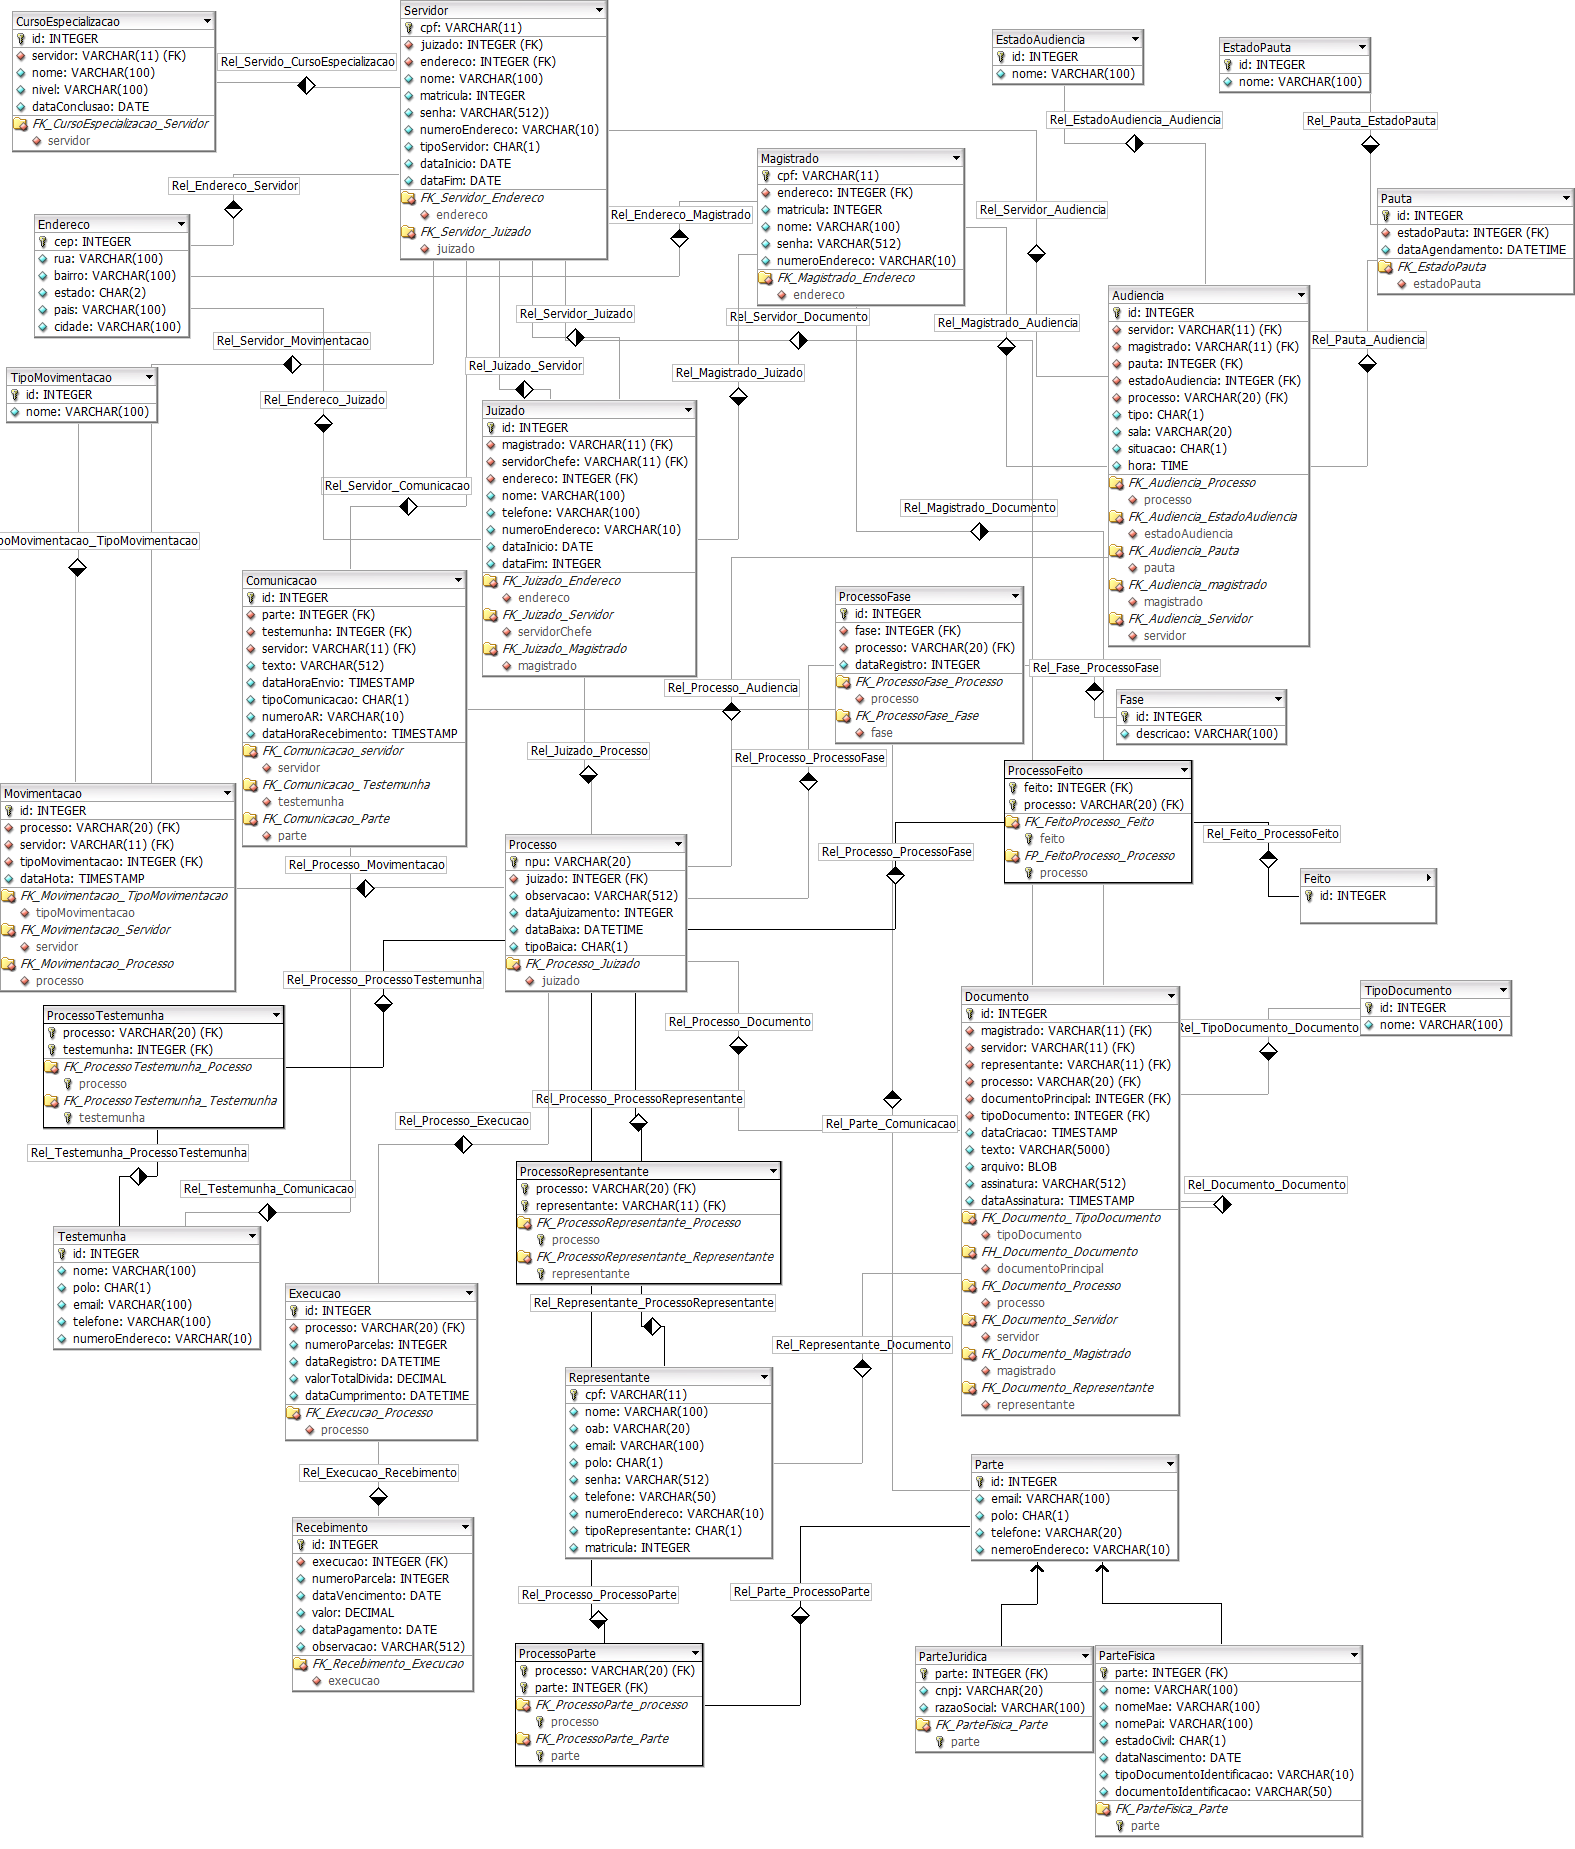 CursoEspecializacao
id: INTEGER
servidor: VARCHAR(11) (FK)
nome: VARCHAR(100)
nivel: VARCHAR(100)
dataConclusao: DATE
FK_CursoEspecializacao_Servidor
servidor
Rel_Servido_CursoEspecializacao
Servidor
cpf: VARCHAR(11)
juizado: INTEGER (FK)
endereco: INTEGER (FK)
nome: VARCHAR(100)
matricula: INTEGER
senha: VARCHAR(512))
numeroEndereco: VARCHAR(10)
tipoServidor: CHAR(1)
dataInicio: DATE
dataFim: DATE
FK_Servidor_Endereco
endereco
FK_Servidor_Juizado
juizado
EstadoAudiencia
id: INTEGER
nome: VARCHAR(100)
Rel_EstadoAudiencia_Audiencia
EstadoPauta
id: INTEGER
nome: VARCHAR(100)
Rel_Pauta_EstadoPauta
Magistrado
cpf: VARCHAR(11)
endereco: INTEGER (FK)
matricula: INTEGER
nome: VARCHAR(100)
senha: VARCHAR(512)
numeroEndereco: VARCHAR(10)
FK_Magistrado_Endereco
endereco
Pauta
id: INTEGER
estadoPauta: INTEGER (FK)
dataAgendamento: DATETIME
FK_EstadoPauta
estadoPauta
Rel_Endereco_Servidor
Rel_Endereco_Magistrado
Rel_Servidor_Audiencia
Endereco
cep: INTEGER
rua: VARCHAR(100)
bairro: VARCHAR(100)
estado: CHAR(2)
pais: VARCHAR(100)
cidade: VARCHAR(100)
Audiencia
id: INTEGER
servidor: VARCHAR(11) (FK)
magistrado: VARCHAR(11) (FK)
pauta: INTEGER (FK)
estadoAudiencia: INTEGER (FK)
processo: VARCHAR(20) (FK)
tipo: CHAR(1)
sala: VARCHAR(20)
situacao: CHAR(1)
hora: TIME
FK_Audiencia_Processo
processo
FK_Audiencia_EstadoAudiencia
estadoAudiencia
FK_Audiencia_Pauta
pauta
FK_Audiencia_magistrado
magistrado
FK_Audiencia_Servidor
servidor
Rel_Servidor_Juizado
Rel_Servidor_Documento
Rel_Magistrado_Audiencia
Rel_Pauta_Audiencia
Rel_Servidor_Movimentacao
Rel_Juizado_Servidor
Rel_Magistrado_Juizado
TipoMovimentacao
id: INTEGER
nome: VARCHAR(100)
Rel_Endereco_Juizado
Juizado
id: INTEGER
magistrado: VARCHAR(11) (FK)
servidorChefe: VARCHAR(11) (FK)
endereco: INTEGER (FK)
nome: VARCHAR(100)
telefone: VARCHAR(100)
numeroEndereco: VARCHAR(10)
dataInicio: DATE
dataFim: INTEGER
FK_Juizado_Endereco
endereco
FK_Juizado_Servidor
servidorChefe
FK_Juizado_Magistrado
magistrado
Rel_Servidor_Comunicacao
Rel_Magistrado_Documento
poMovimentacao_TipoMovimentacao
Comunicacao
id: INTEGER
parte: INTEGER (FK)
testemunha: INTEGER (FK)
servidor: VARCHAR(11) (FK)
texto: VARCHAR(512)
dataHoraEnvio: TIMESTAMP
tipoComunicacao: CHAR(1)
numeroAR: VARCHAR(10)
dataHoraRecebimento: TIMESTAMP
FK_Comunicacao_servidor
servidor
FK_Comunicacao_Testemunha
testemunha
FK_Comunicacao_Parte
parte
ProcessoFase
id: INTEGER
fase: INTEGER (FK)
processo: VARCHAR(20) (FK)
dataRegistro: INTEGER
FK_ProcessoFase_Processo
processo
FK_ProcessoFase_Fase
fase
Rel_Fase_ProcessoFase
Rel_Processo_Audiencia
Fase
id: INTEGER
descricao: VARCHAR(100)
Rel_Juizado_Processo
Rel_Processo_ProcessoFase
ProcessoFeito
feito: INTEGER (FK)
processo: VARCHAR(20) (FK)
FK_FeitoProcesso_Feito
feito
FP_FeitoProcesso_Processo
processo
Movimentacao
id: INTEGER
processo: VARCHAR(20) (FK)
servidor: VARCHAR(11) (FK)
tipoMovimentacao: INTEGER (FK)
dataHota: TIMESTAMP
FK_Movimentacao_TipoMovimentacao
tipoMovimentacao
FK_Movimentacao_Servidor
servidor
FK_Movimentacao_Processo
processo
Rel_Processo_Movimentacao
Processo
npu: VARCHAR(20)
juizado: INTEGER (FK)
observacao: VARCHAR(512)
dataAjuizamento: INTEGER
dataBaixa: DATETIME
tipoBaica: CHAR(1)
FK_Processo_Juizado
juizado
Rel_Processo_ProcessoFase
Rel_Feito_ProcessoFeito
Feito
id: INTEGER
Rel_Processo_ProcessoTestemunha
ProcessoTestemunha
processo: VARCHAR(20) (FK)
testemunha: INTEGER (FK)
FK_ProcessoTestemunha_Pocesso
processo
FK_ProcessoTestemunha_Testemunha
testemunha
Rel_Processo_Documento
Documento
id: INTEGER
magistrado: VARCHAR(11) (FK)
servidor: VARCHAR(11) (FK)
representante: VARCHAR(11) (FK)
processo: VARCHAR(20) (FK)
documentoPrincipal: INTEGER (FK)
tipoDocumento: INTEGER (FK)
dataCriacao: TIMESTAMP
texto: VARCHAR(5000)
arquivo: BLOB
assinatura: VARCHAR(512)
dataAssinatura: TIMESTAMP
FK_Documento_TipoDocumento
tipoDocumento
FH_Documento_Documento
documentoPrincipal
FK_Documento_Processo
processo
FK_Documento_Servidor
servidor
FK_Documento_Magistrado
magistrado
FK_Documento_Representante
representante
TipoDocumento
id: INTEGER
nome: VARCHAR(100)
Rel_TipoDocumento_Documento
Rel_Processo_ProcessoRepresentante
Rel_Processo_Execucao
Rel_Parte_Comunicacao
Rel_Testemunha_ProcessoTestemunha
Rel_Testemunha_Comunicacao
Rel_Documento_Documento
ProcessoRepresentante
processo: VARCHAR(20) (FK)
representante: VARCHAR(11) (FK)
FK_ProcessoRepresentante_Processo
processo
FK_ProcessoRepresentante_Representante
representante
Testemunha
id: INTEGER
nome: VARCHAR(100)
polo: CHAR(1)
email: VARCHAR(100)
telefone: VARCHAR(100)
numeroEndereco: VARCHAR(10)
Execucao
id: INTEGER
processo: VARCHAR(20) (FK)
numeroParcelas: INTEGER
dataRegistro: DATETIME
valorTotalDivida: DECIMAL
dataCumprimento: DATETIME
FK_Execucao_Processo
processo
Rel_Representante_ProcessoRepresentante
Rel_Representante_Documento
Representante
cpf: VARCHAR(11)
nome: VARCHAR(100)
oab: VARCHAR(20)
email: VARCHAR(100)
polo: CHAR(1)
senha: VARCHAR(512)
telefone: VARCHAR(50)
numeroEndereco: VARCHAR(10)
tipoRepresentante: CHAR(1)
matricula: INTEGER
Rel_Execucao_Recebimento
Recebimento
id: INTEGER
execucao: INTEGER (FK)
numeroParcela: INTEGER
dataVencimento: DATE
valor: DECIMAL
dataPagamento: DATE
observacao: VARCHAR(512)
FK_Recebimento_Execucao
execucao
Parte
id: INTEGER
email: VARCHAR(100)
polo: CHAR(1)
telefone: VARCHAR(20)
nemeroEndereco: VARCHAR(10)
Rel_Processo_ProcessoParte
Rel_Parte_ProcessoParte
ProcessoParte
processo: VARCHAR(20) (FK)
parte: INTEGER (FK)
FK_ProcessoParte_processo
processo
FK_ProcessoParte_Parte
parte
ParteJuridica
parte: INTEGER (FK)
cnpj: VARCHAR(20)
razaoSocial: VARCHAR(100)
FK_ParteFisica_Parte
parte
ParteFisica
parte: INTEGER (FK)
nome: VARCHAR(100)
nomeMae: VARCHAR(100)
nomePai: VARCHAR(100)
estadoCivil: CHAR(1)
dataNascimento: DATE
tipoDocumentoIdentificacao: VARCHAR(10)
documentoIdentificacao: VARCHAR(50)
FK_ParteFisica_Parte
parte